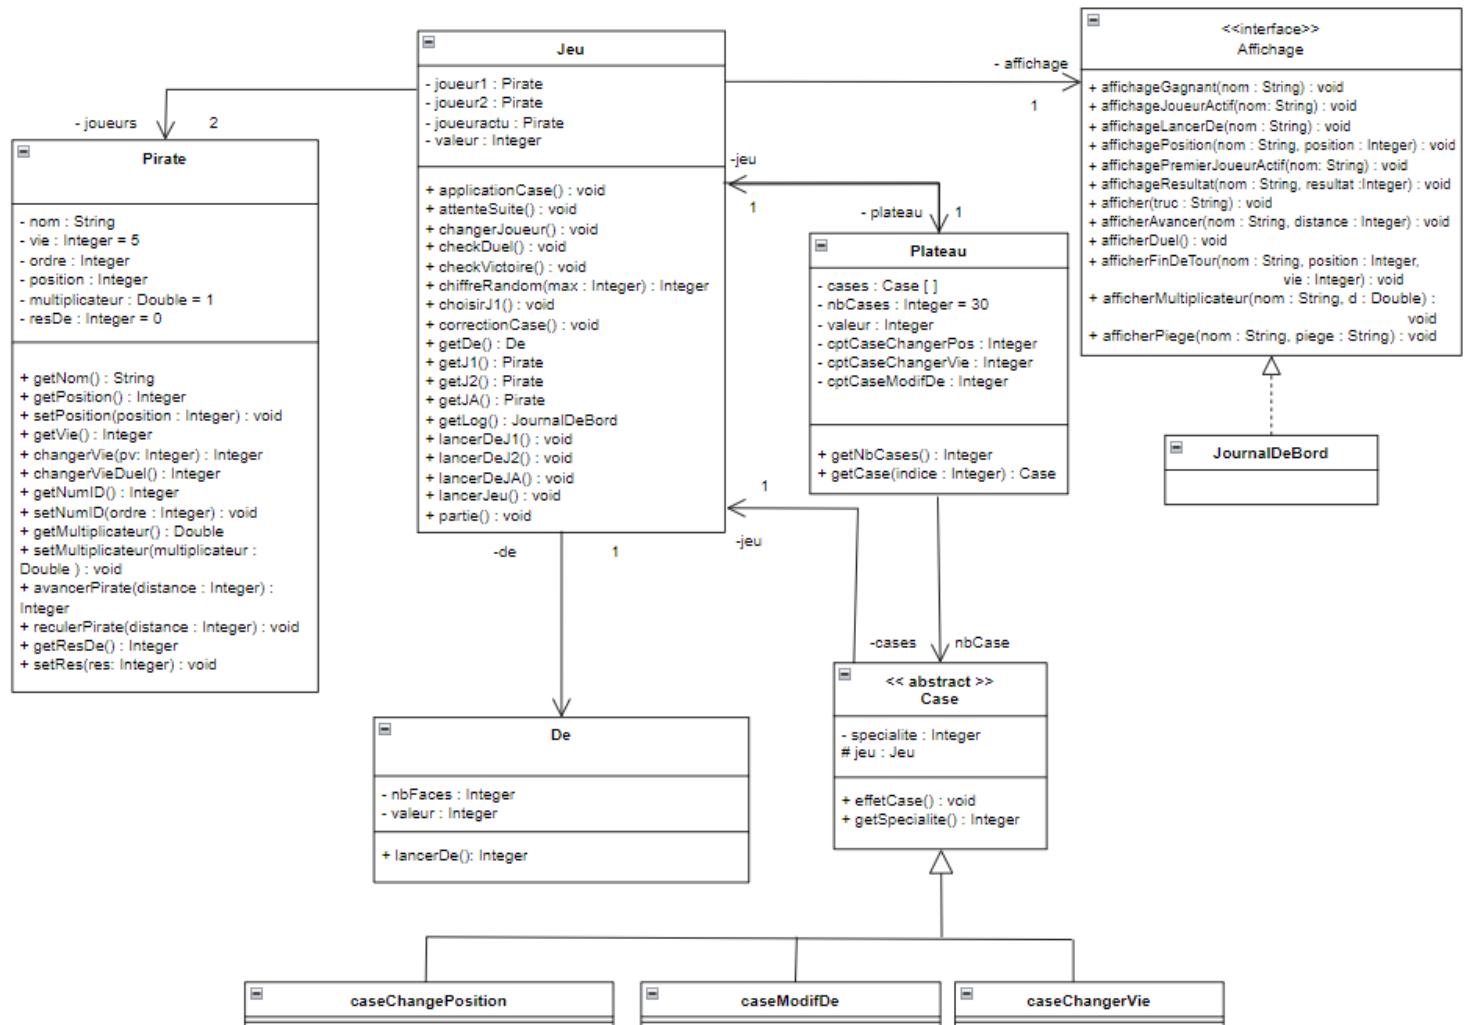 Jeu
- joueur1 : Pirate
- joueur2 : Pirate
- joueuractu : Pirate
- valeur : Integer
+ applicationCase() : void
+ attenteSuite() : void
+ changerJoueur() : void
+ checkDuel() : void
+ checkVictoire() : void
+ chiffreRandom(max : Integer) : Integer
+ choisirJ1() : void
+ correctionCase() : void
+ getDe() : De
+ getJ1() : Pirate
+ getJ2() : Pirate
+ getJA() : Pirate
+ getLog() : JournalDeBord
+ lancerDeJ1() : void
+ lancerDeJ2() : void
+ lancerDeJA() : void
+ lancerJeu() : void
+ partie() : void
- joueurs 2
Pirate
- nom : String
- vie : Integer = 5
- ordre : Integer
- position : Integer
- multiplicateur : Double = 1
- resDe : Integer = 0
+ getNom() : String
+ getPosition() : Integer
+ setPosition(position : Integer) : void
+ getVie() : Integer
+ changerVie(pv: Integer) : Integer
+ changerVieDuel() : Integer
+ getNumID() : Integer
+ setNumID(ordre : Integer) : void
+ getMultiplicateur() : Double
+ setMultiplicateur(multiplicateur :
Double ) : void
+ avancerPirate(distance : Integer) :
Integer
+ reculerPirate(distance : Integer) : void
+ getResDe() : Integer
+ setRes(res: Integer) : void
- affichage
1
<<interface>>
Affichage
+ affichageGagnant(nom : String) : void
+ affichageJoueurActif(nom: String) : void
+ affichageLancerDe(nom : String) : void
+ affichagePosition(nom : String, position : Integer) : void
+ affichagePremierJoueurActif(nom: String) : void
+ affichageResultat(nom : String, resultat :Integer) : void
+ afficher(truc : String) : void
+ afficherAvancer(nom : String, distance : Integer) : void
+ afficherDuel() : void
+ afficherFinDeTour(nom : String, position : Integer,
vie : Integer) : void
+ afficherMultiplicateur(nom : String, d : Double) :
void
+ afficherPiege(nom : String, piege : String) : void
JournalDeBord
-jeu
1
- plateau 1
Plateau
- cases : Case [ ]
- nbCases : Integer = 30
- valeur : Integer
- cptCaseChangerPos : Integer
- cptCaseChangerVie : Integer
- cptCaseModifDe : Integer
+ getNbCases() : Integer
+ getCase(indice : Integer) : Case
1
-jeu
-de 1
De
- nbFaces : Integer
- valeur : Integer
+ lancerDe(): Integer
-cases nbCase
<< abstract >>
Case
- specialite : Integer
# jeu : Jeu
+ effetCase() : void
+ getSpecialite() : Integer
caseChangePosition
caseModifDe
caseChangerVie